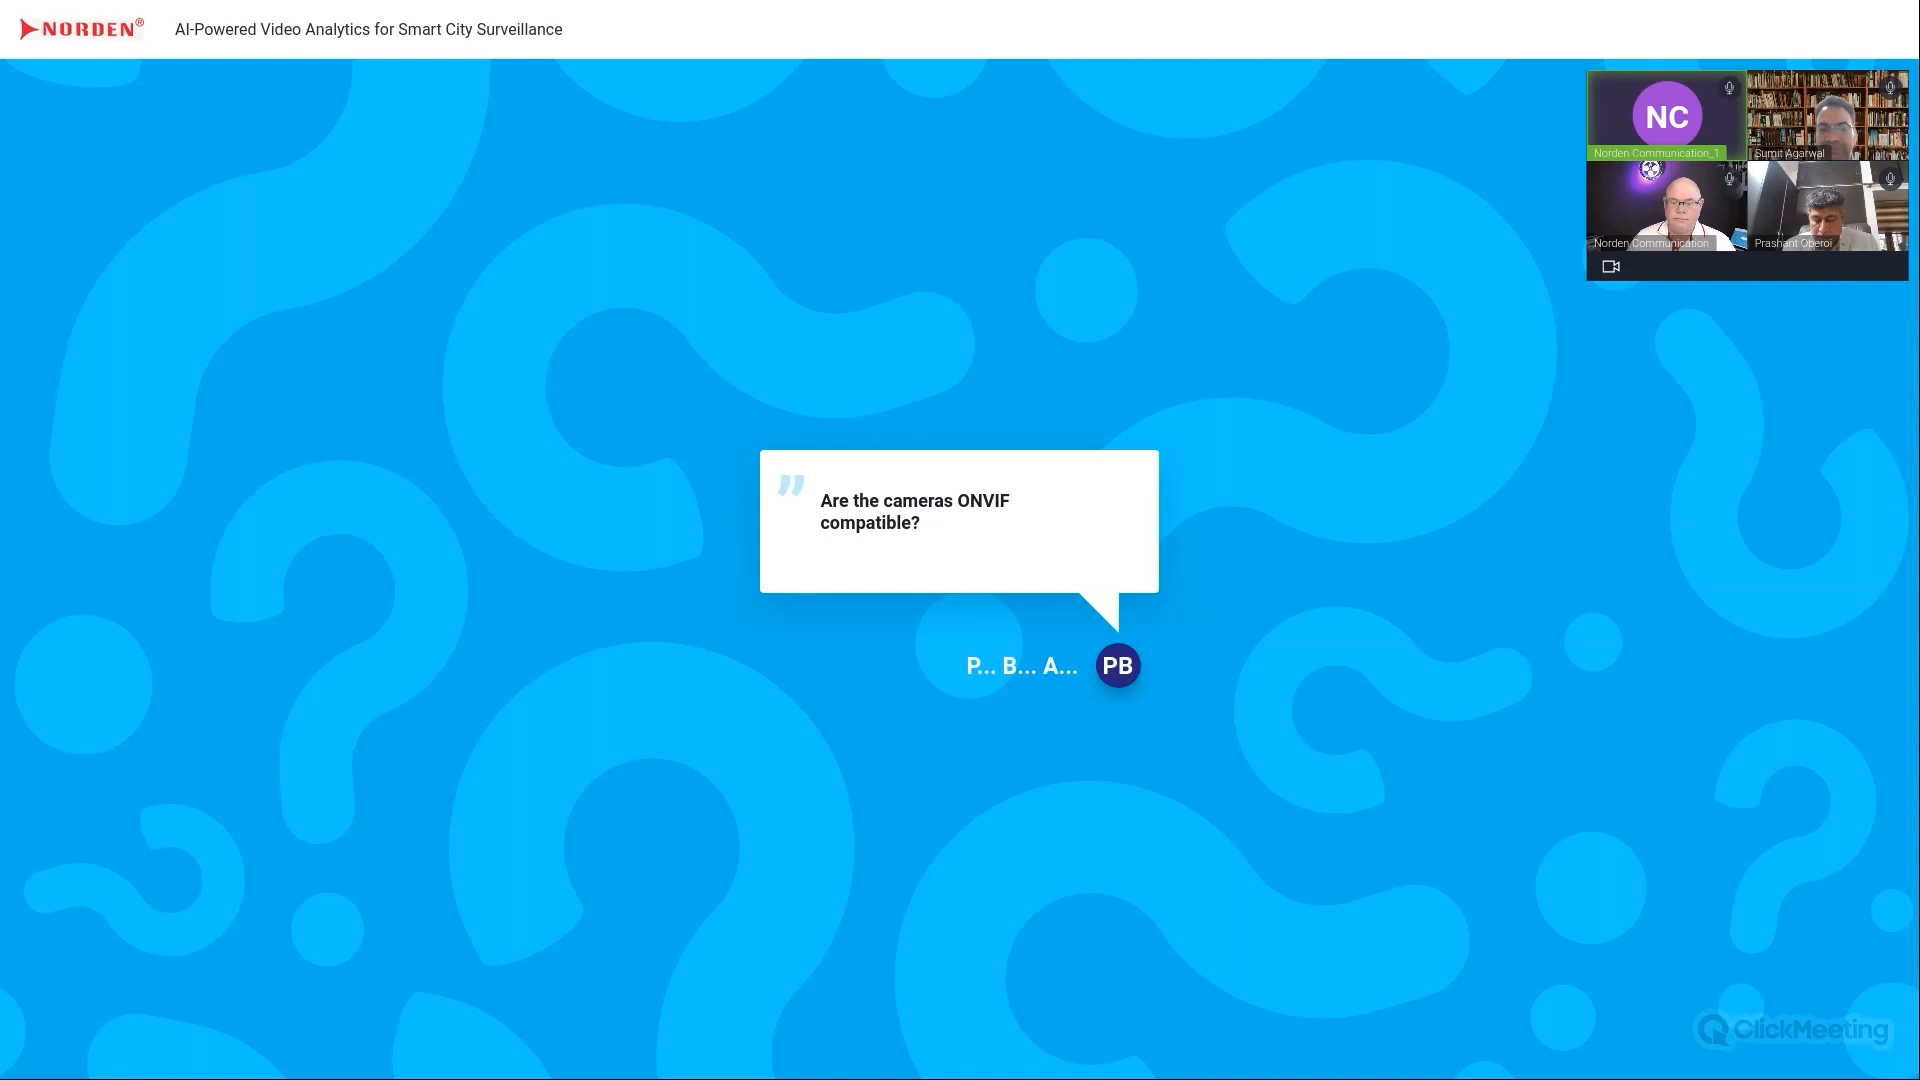 NORDEN®
AI-Powered Video Analytics for Smart City Surveillance
NC
Norden Communication_1
Sumit Agarwal
Norden Communication
Prashant Oberoi
”
Are the cameras ONVIF
compatible?
P... B... A...
PB
ClickMeeting